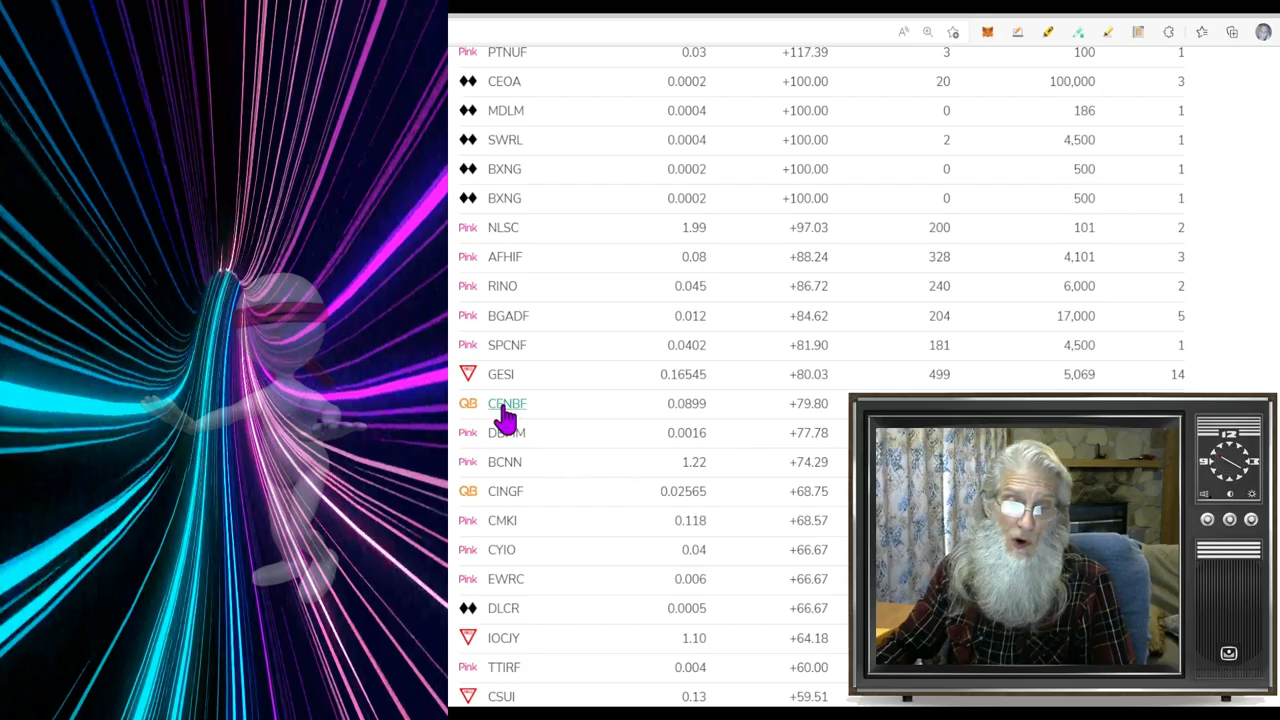 Pink PTNUF 0.03 +117.39 3 100 1
CEOA 0.0002 +100.00 20 100,000 3
MDLM 0.0004 +100.00 0 186 1
SWRL 0.0004 +100.00 2 4,500 1
BXNG 0.0002 +100.00 0 500 1
BXNG 0.0002 +100.00 0 500 1
Pink NLSC 1.99 +97.03 200 101 2
Pink AFHIF 0.08 +88.24 328 4,101 3
Pink RINO 0.045 +86.72 240 6,000 2
Pink BGADF 0.012 +84.62 204 17,000 5
Pink SPCNF 0.0402 +81.90 181 4,500 1
GESI 0.16545 +80.03 499 5,069 14
QB CENBF 0.0899 +79.80
Pink 0.0016 +77.78
Pink BCNN 1.22 +74.29
QB CINGF 0.02565 +68.75
Pink CMKI 0.118 +68.57
Pink CYIO 0.04 +66.67
Pink EWRC 0.006 +66.67
DLCR 0.0005 +66.67
IOCJY 1.10 +64.18
Pink TTIRF 0.004 +60.00
CSUI 0.13 +59.51
12
9 3